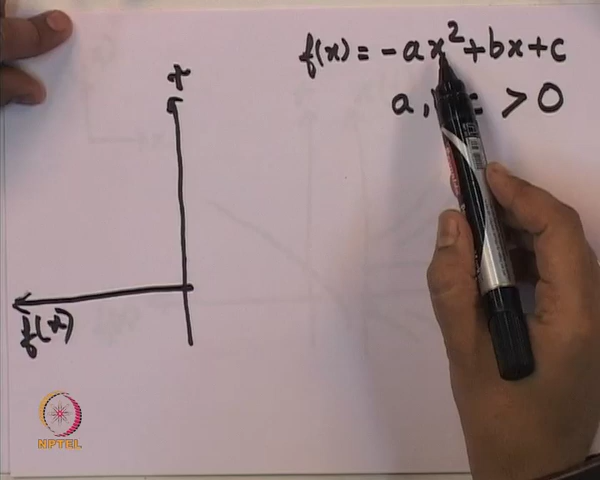 f(x) = -ax²+bx+c
a, > 0
x
f(x)
NPTEL